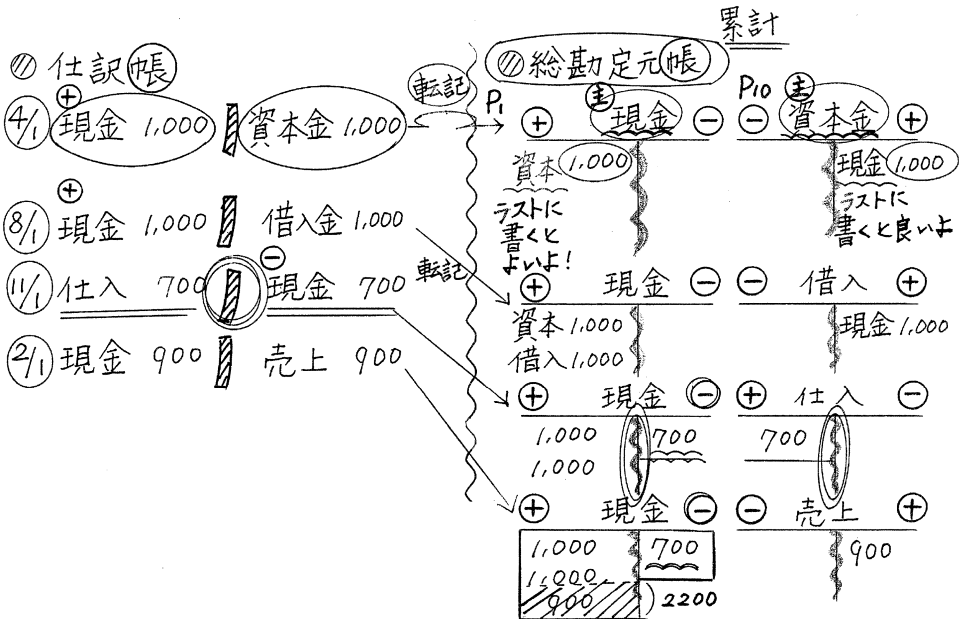 累計
仕訳帳
総勘定元帳
転記
P1
P10
⊕
4/1 現金 1,000 資本金 1,000
⊕ 主 現金 ⊖
⊖ 主 資本金 ⊕
資本 1,000
現金 1,000
ラストに
書くと
よいよ!
ラストに
書くと良いよ
⊕
8/1 現金 1,000 借入金 1,000
⊖
11/1 仕入 700 現金 700
転記
2/1 現金 900 売上 900
⊕ 現金 ⊖
⊖ 借入 ⊕
資本 1,000
借入 1,000
現金 1,000
⊕ 現金 ⊖
⊕ 仕入 ⊖
1,000 700
1,000
700
⊕ 現金 ⊖
⊖ 売上 ⊕
1,000 700
1,000
900 2200
900